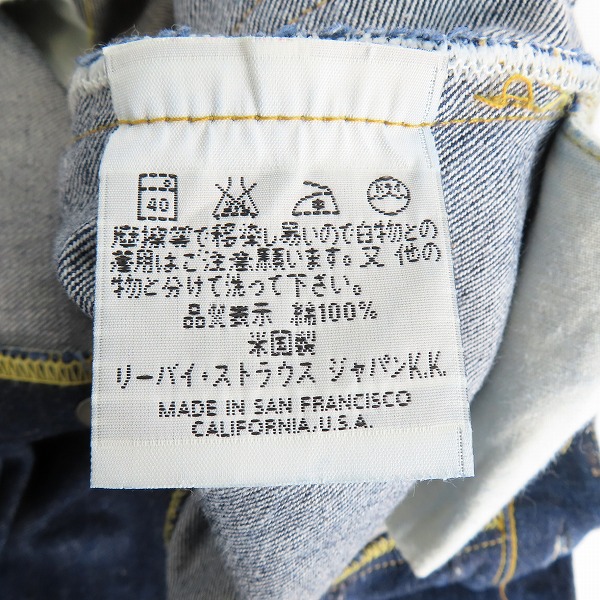 40
摩擦等で移染し易いので白物との
着用はご注意願います。又 他の
物と分けて洗って下さい。
品質表示 綿100%
米国製
リーバイ・ストラウス ジャパンK.K.
MADE IN SAN FRANCISCO
CALIFORNIA.U.S.A.